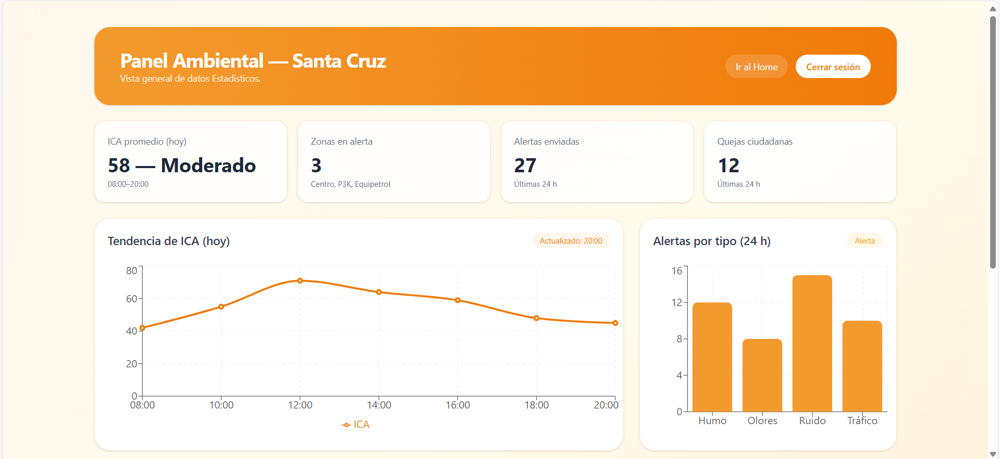 Panel Ambiental — Santa Cruz
Vista general de datos Estadisticos.
Ir al Home
Cerrar sesión
ICA promedio (hoy)
58 — Moderado
08:00–20:00
Zonas en alerta
3
Centro, P3K, Equipetrol
Alertas enviadas
27
Últimas 24 h
Quejas ciudadanas
12
Últimas 24 h
Tendencia de ICA (hoy)
Actualizado: 20:00
80
60
40
20
0
08:00 10:00 12:00 14:00 16:00 18:00 20:00
ICA
Alertas por tipo (24 h)
Alerta
16
12
8
4
0
Humo Olores Ruido Tráfico